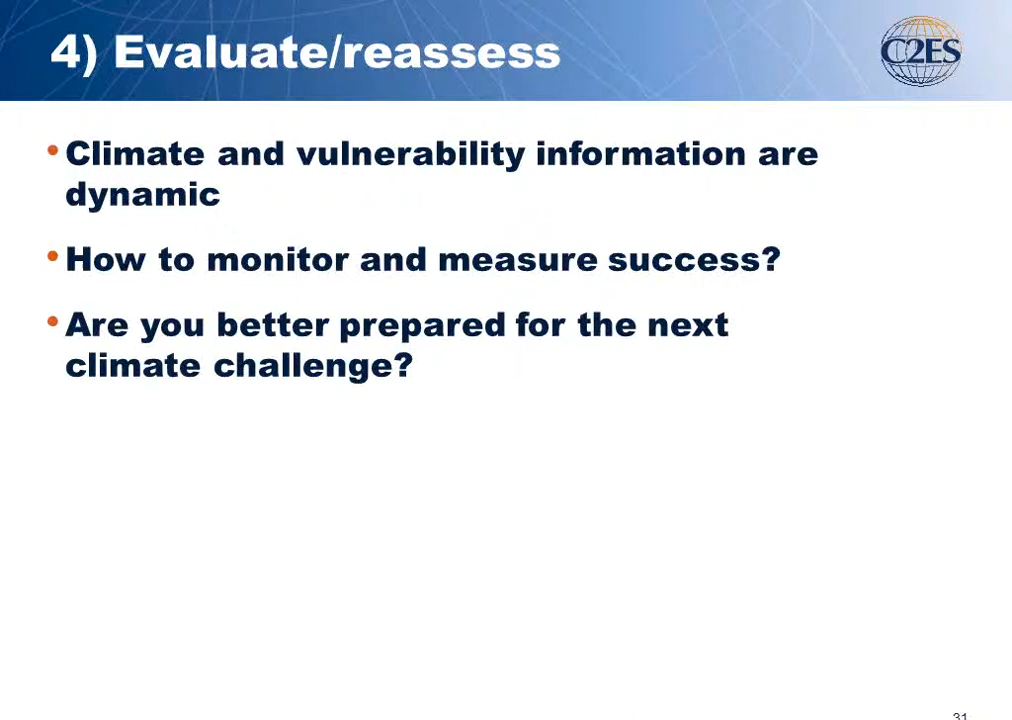 4) Evaluate/reassess
C2ES
•Climate and vulnerability information are
dynamic
•How to monitor and measure success?
•Are you better prepared for the next
climate challenge?
31